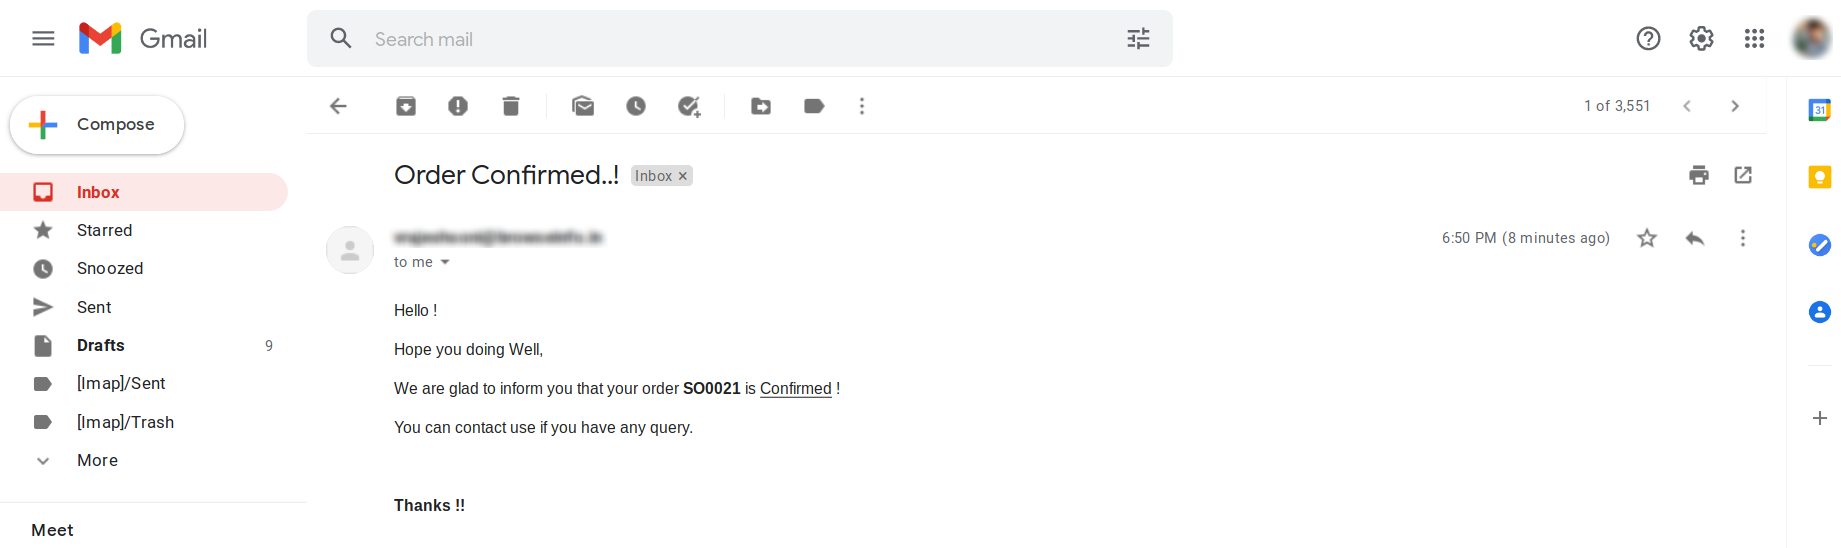 Gmail
Search mail
Compose
1 of 3,551
31
Order Confirmed..! Inbox ×
Inbox
Starred
6:50 PM (8 minutes ago)
to me
Snoozed
Sent
Hello !
Drafts 9
Hope you doing Well,
[Imap]/Sent
We are glad to inform you that your order SO0021 is Confirmed !
[Imap]/Trash
You can contact use if you have any query.
More
Thanks !!
Meet